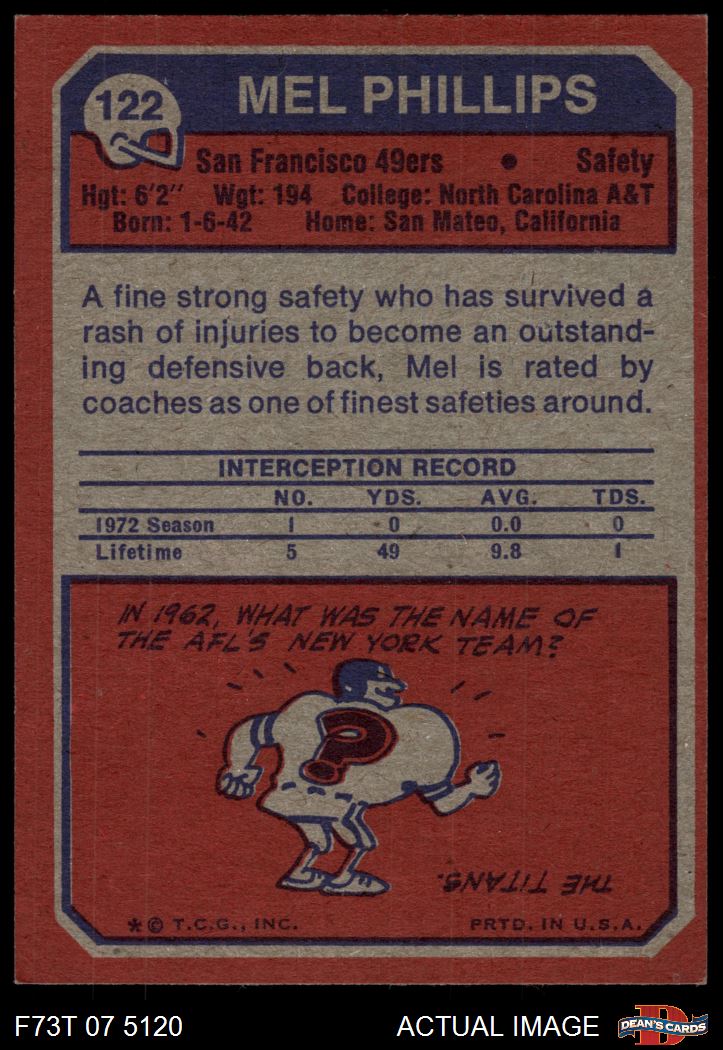 122
MEL PHILLIPS
San Francisco 49ers • Safety
Hgt: 6'2" Wgt: 194 College: North Carolina A&T
Born: 1-6-42 Home: San Mateo, California
A fine strong safety who has survived a
rash of injuries to become an outstand-
ing defensive back, Mel is rated by
coaches as one of finest safeties around.
INTERCEPTION RECORD
NO. YDS. AVG. TDS.
1972 Season 1 0 0.0 0
Lifetime 5 49 9.8 1
IN 1962, WHAT WAS THE NAME OF
THE AFL'S NEW YORK TEAM?
?
THE TITANS.
* © T.C.G., INC. PRTD. IN U.S.A.
F73T 07 5120 ACTUAL IMAGE
D
DEAN'S CARDS